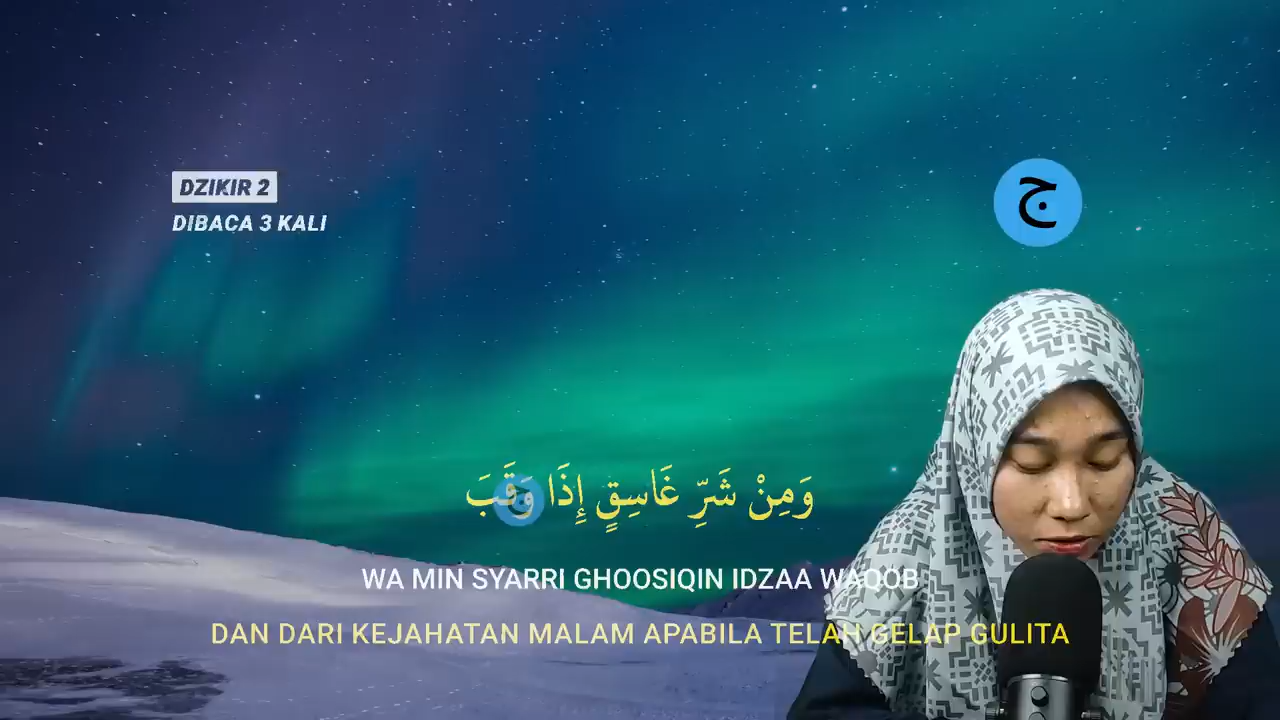 DZIKIR 2
DIBACA 3 KALI
ج
وَمِنْ شَرِّ غَاسِقٍ إِذَا وَقَبَ
WA MIN SYARRI GHOOSIQIN IDZAA WAQOB
DAN DARI KEJAHATAN MALAM APABILA TELAH GELAP GULITA